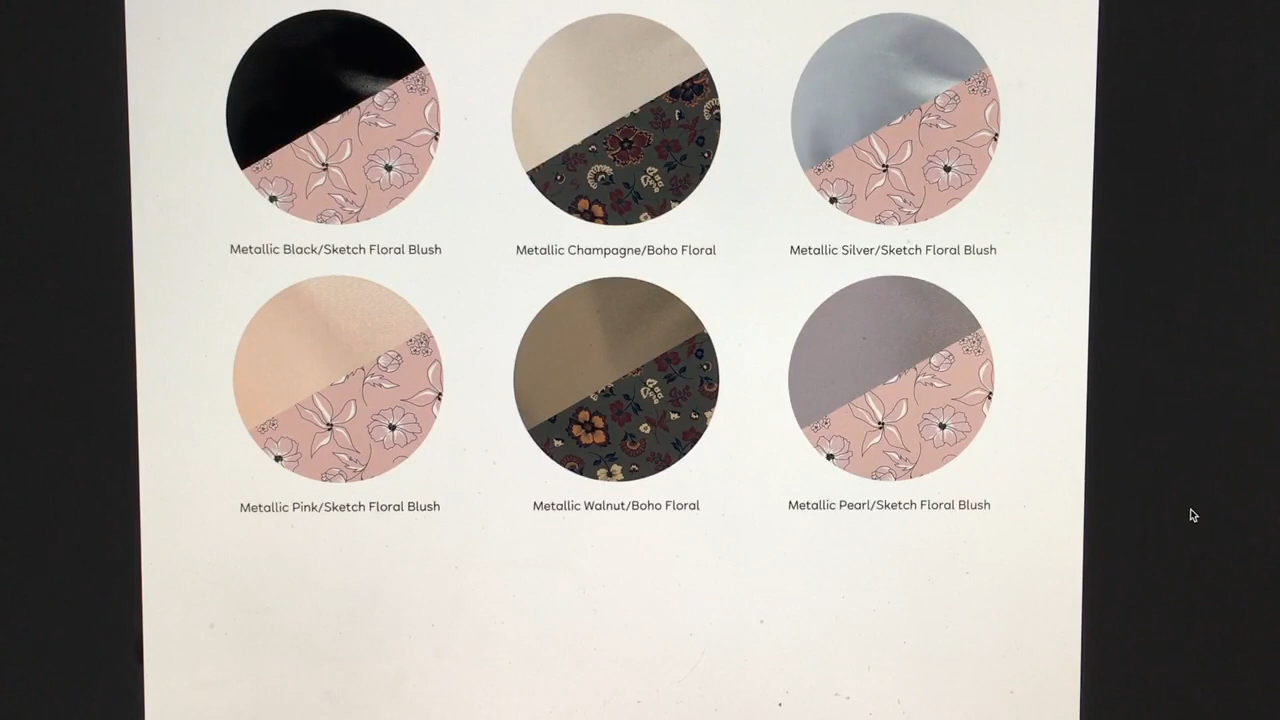 Metallic Black/Sketch Floral Blush
Metallic Champagne/Boho Floral
Metallic Silver/Sketch Floral Blush
Metallic Pink/Sketch Floral Blush
Metallic Walnut/Boho Floral
Metallic Pearl/Sketch Floral Blush